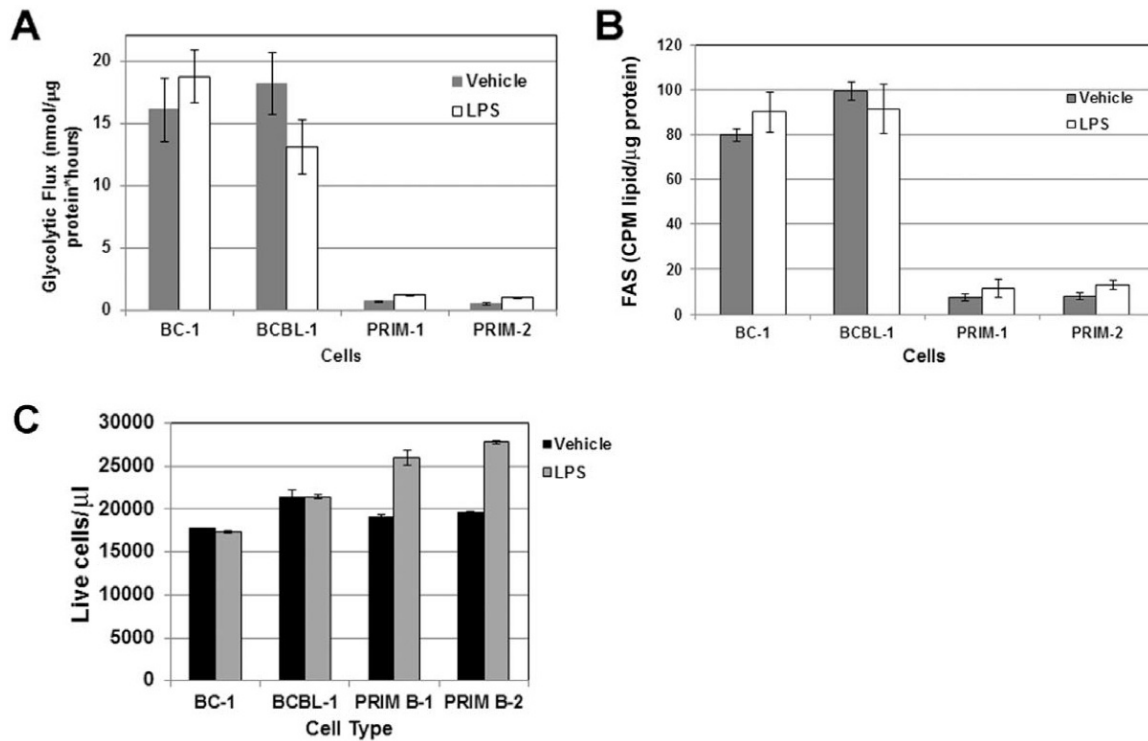 A
Glycolytic Flux (nmol/µg
protein*hours)
20
15
10
5
0
Vehicle
LPS
BC-1 BCBL-1 PRIM-1 PRIM-2
Cells
B
FAS (CPM lipid/µg protein)
120
100
80
60
40
20
0
Vehicle
LPS
BC-1 BCBL-1 PRIM-1 PRIM-2
Cells
C
Live cells/µl
30000
25000
20000
15000
10000
5000
0
Vehicle
LPS
BC-1 BCBL-1 PRIM B-1 PRIM B-2
Cell Type